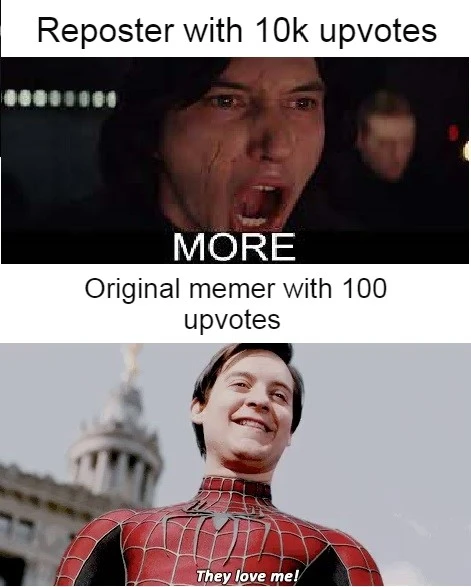 Reposter with 10k upvotes
MORE
Original memer with 100
upvotes
They love me!